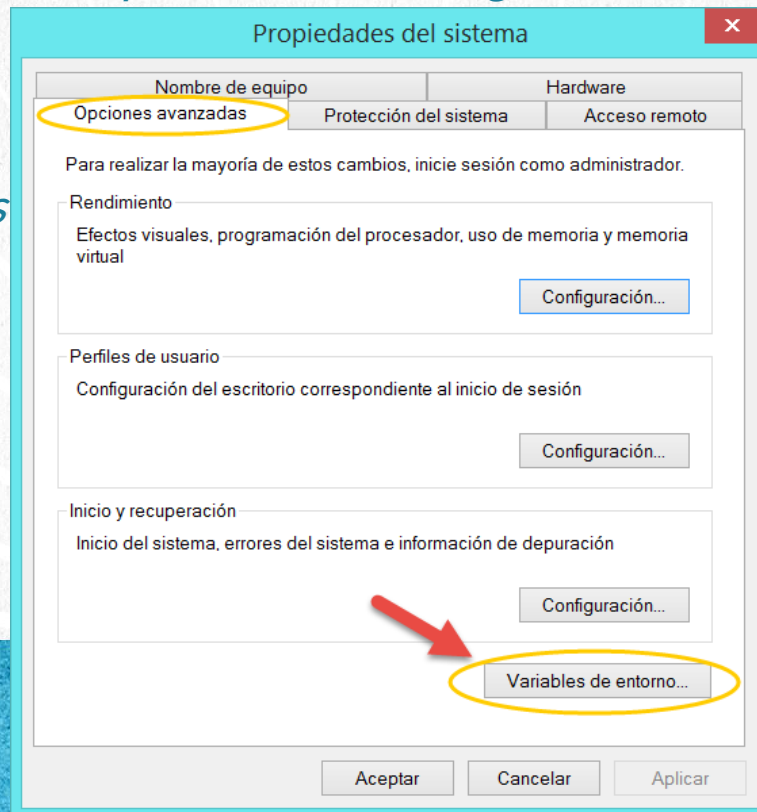 Propiedades del sistema
Nombre de equipo
Hardware
Opciones avanzadas
Protección del sistema
Acceso remoto
Para realizar la mayoría de estos cambios, inicie sesión como administrador.
Rendimiento
Efectos visuales, programación del procesador, uso de memoria y memoria
virtual
Configuración...
Perfiles de usuario
Configuración del escritorio correspondiente al inicio de sesión
Configuración...
Inicio y recuperación
Inicio del sistema, errores del sistema e información de depuración
Configuración...
Variables de entorno...
Aceptar
Cancelar
Aplicar